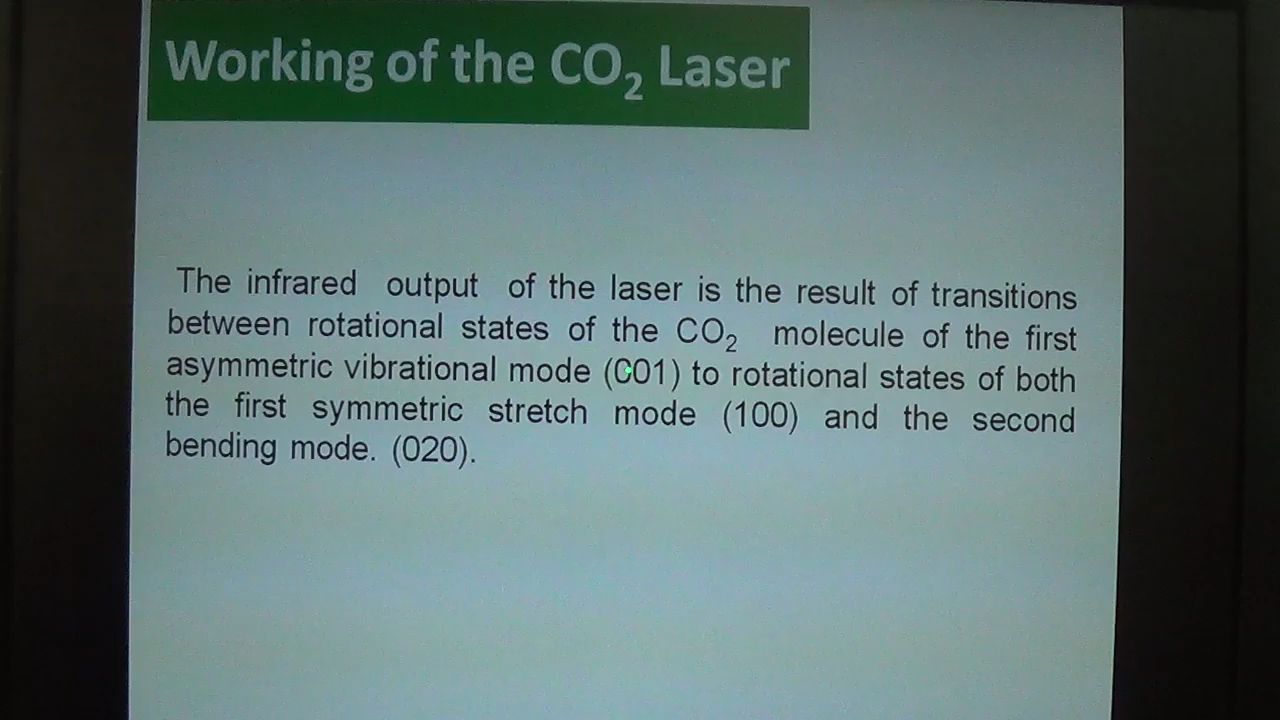 Working of the CO₂ Laser
The infrared output of the laser is the result of transitions
between rotational states of the CO₂ molecule of the first
asymmetric vibrational mode (001) to rotational states of both
the first symmetric stretch mode (100) and the second
bending mode. (020).